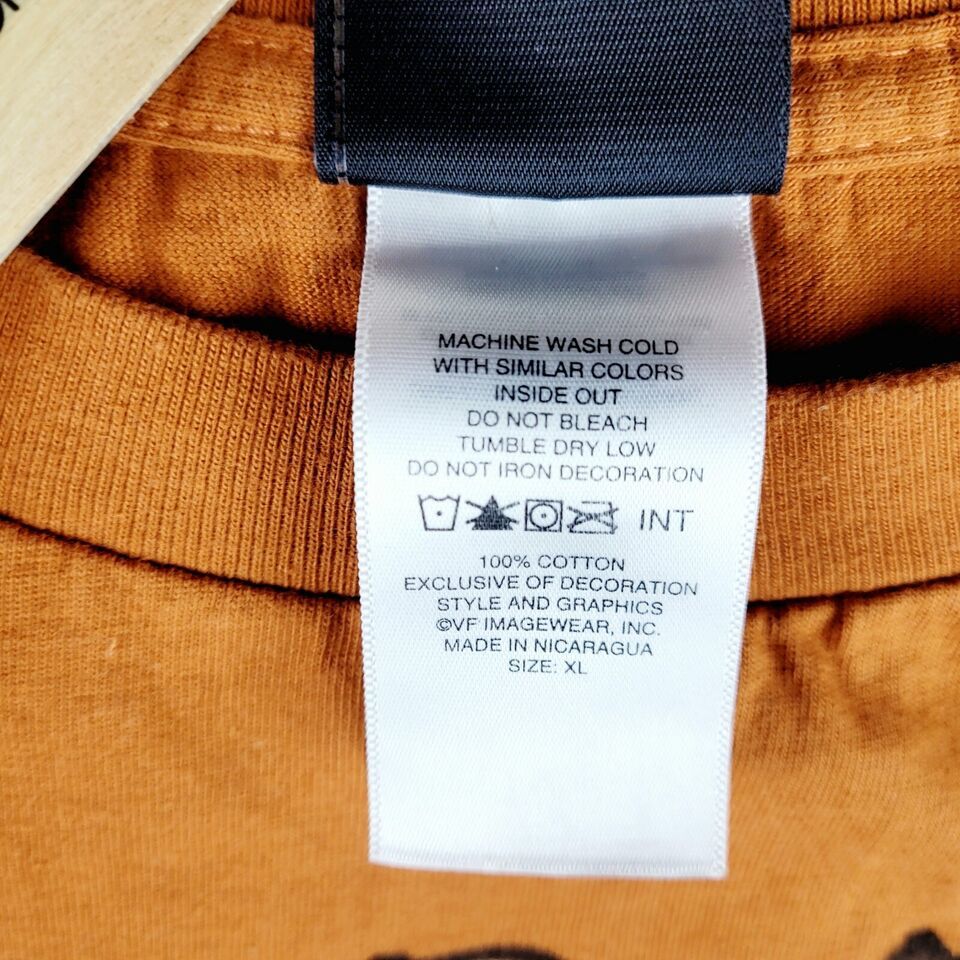 MACHINE WASH COLD
WITH SIMILAR COLORS
INSIDE OUT
DO NOT BLEACH
TUMBLE DRY LOW
DO NOT IRON DECORATION
INT
100% COTTON
EXCLUSIVE OF DECORATION
STYLE AND GRAPHICS
©VF IMAGEWEAR, INC.
MADE IN NICARAGUA
SIZE: XL